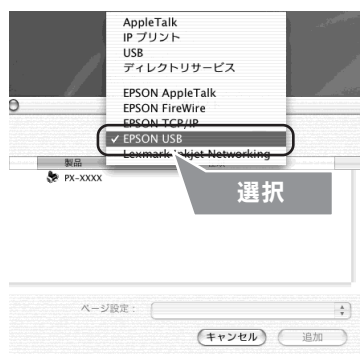 AppleTalk
IP プリント
USB
ディレクトリサービス
EPSON AppleTalk
EPSON FireWire
EPSON TCP/IP
✓ EPSON USB
Lexmark Inkjet Networking
製品
PX-XXXX
選択
ページ設定：
キャンセル
追加